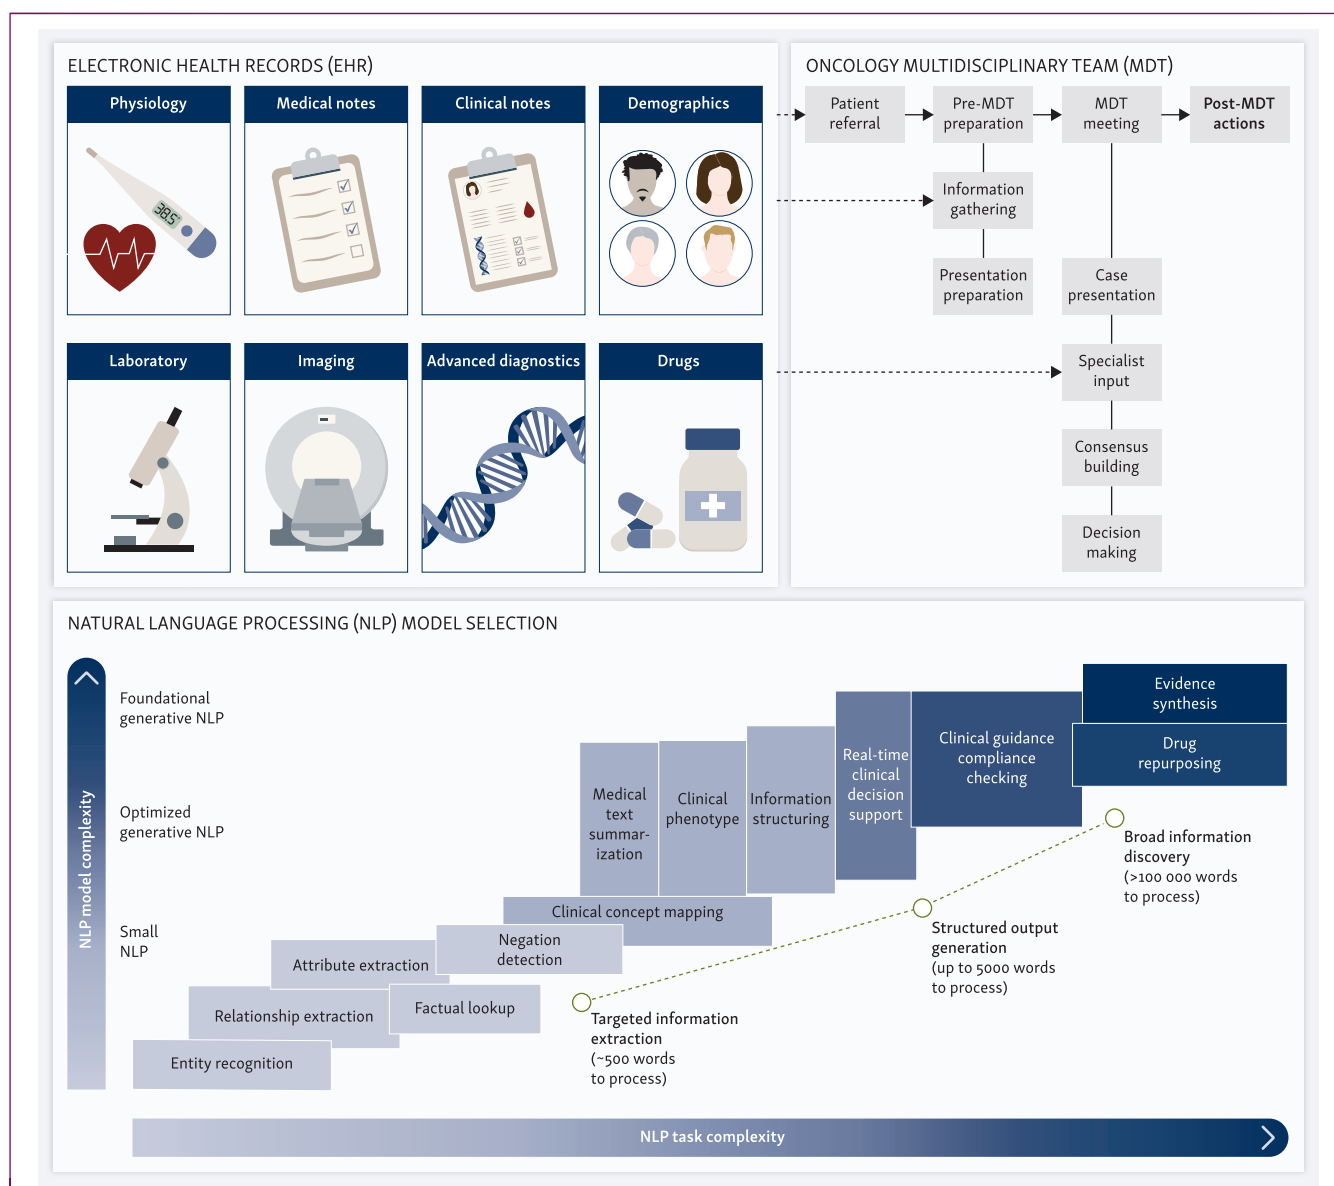 ELECTRONIC HEALTH RECORDS (EHR)
Physiology
Medical notes
Clinical notes
Demographics
38.5°
Laboratory
Imaging
Advanced diagnostics
Drugs
ONCOLOGY MULTIDISCIPLINARY TEAM (MDT)
Patient
referral
Pre-MDT
preparation
MDT
meeting
Post-MDT
actions
Information
gathering
Presentation
preparation
Case
presentation
Specialist
input
Consensus
building
Decision
making
NATURAL LANGUAGE PROCESSING (NLP) MODEL SELECTION
NLP model complexity
Foundational
generative NLP
Optimized
generative NLP
Small
NLP
Entity recognition
Relationship extraction
Attribute extraction
Factual lookup
Negation
detection
Clinical concept mapping
Medical
text
summar-
ization
Clinical
phenotype
Information
structuring
Real-time
clinical
decision
support
Clinical guidance
compliance
checking
Evidence
synthesis
Drug
repurposing
Targeted information
extraction
(~500 words
to process)
Structured output
generation
(up to 5000 words
to process)
Broad information
discovery
(>100 000 words
to process)
NLP task complexity